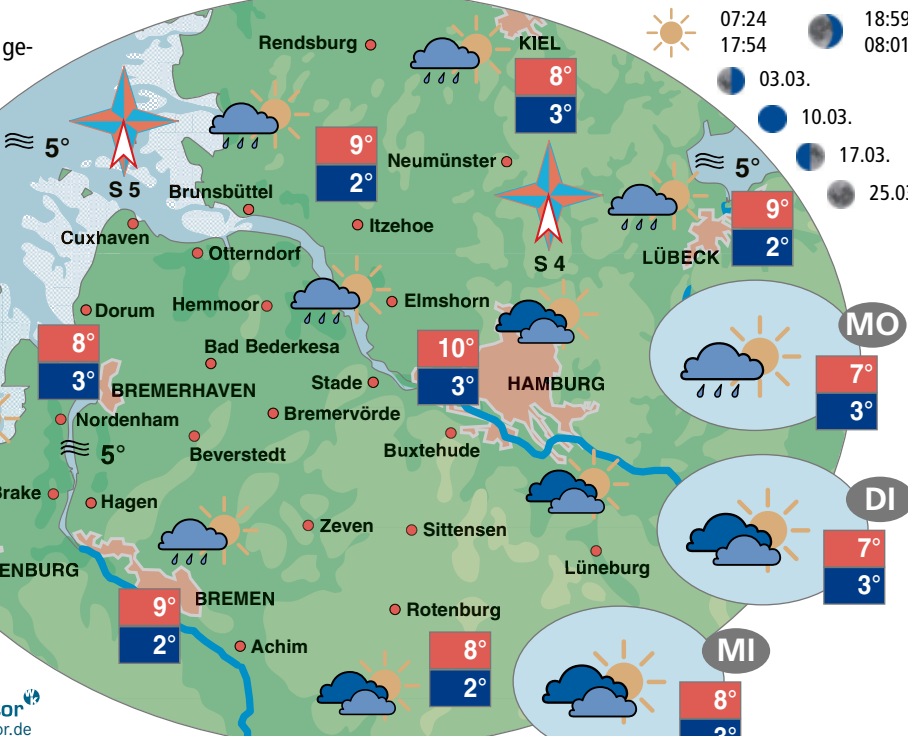 ge-
07:24
17:54
18:59
08:01
03.03.
10.03.
17.03.
25.03
Rendsburg
KIEL
8°
3°
5°
S 5
9°
2°
Neumünster
S 4
5°
9°
2°
LÜBECK
Brunsbüttel
Cuxhaven
Otterndorf
Itzehoe
Dorum
Hemmoor
Elmshorn
8°
3°
Bad Bederkesa
BREMERHAVEN
Stade
10°
3°
HAMBURG
MO
7°
3°
Nordenham
Bremervörde
5°
Beverstedt
Buxtehude
Brake
Hagen
Zeven
Sittensen
Lüneburg
DI
7°
3°
ENBURG
BREMEN
9°
2°
Rotenburg
Achim
8°
2°
MI
8°
or.de